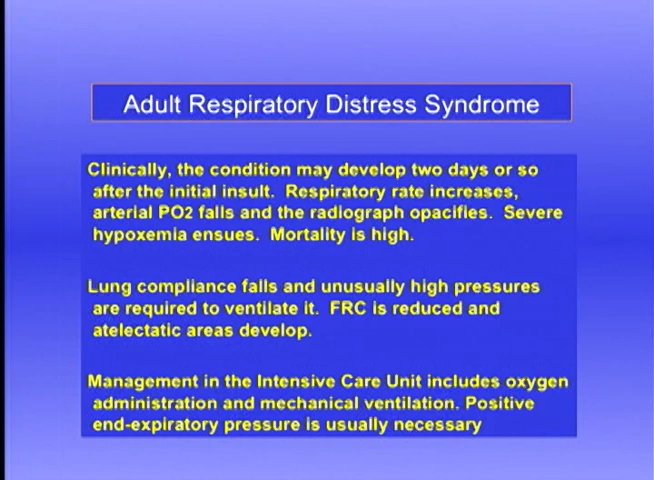 Adult Respiratory Distress Syndrome
Clinically, the condition may develop two days or so
after the initial insult. Respiratory rate increases,
arterial PO2 falls and the radiograph opacifies. Severe
hypoxemia ensues. Mortality is high.
Lung compliance falls and unusually high pressures
are required to ventilate it. FRC is reduced and
atelectatic areas develop.
Management in the Intensive Care Unit includes oxygen
administration and mechanical ventilation. Positive
end-expiratory pressure is usually necessary